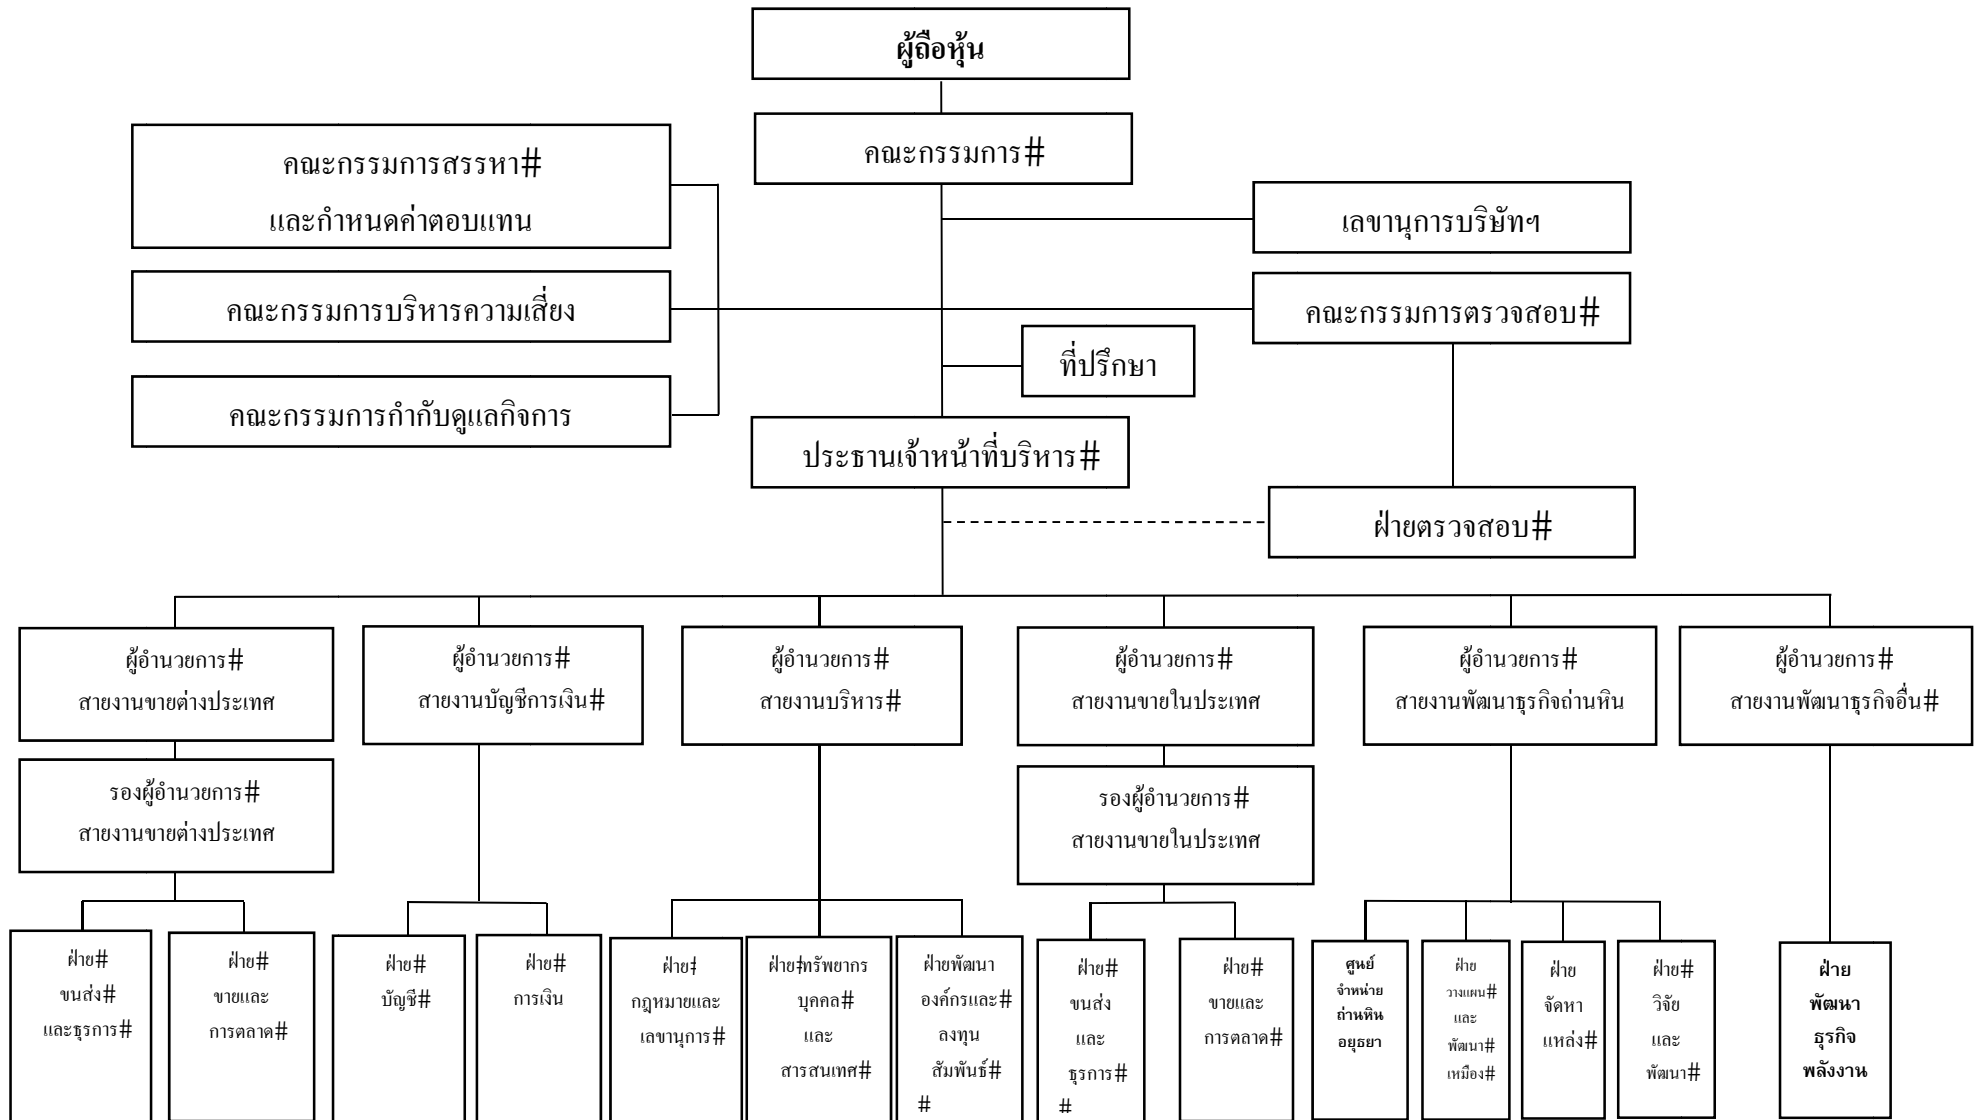 ผู้ถือหุ้น
คณะกรรมการ#
คณะกรรมการสรรหา#
และกำหนดค่าตอบแทน
เลขานุการบริษัทฯ
คณะกรรมการบริหารความเสี่ยง
คณะกรรมการตรวจสอบ#
ที่ปรึกษา
คณะกรรมการกำกับดูแลกิจการ
ประธานเจ้าหน้าที่บริหาร#
ฝ่ายตรวจสอบ#
ผู้อำนวยการ#
สายงานขายต่างประเทศ
ผู้อำนวยการ#
สายงานบัญชีการเงิน#
ผู้อำนวยการ#
สายงานบริหาร#
ผู้อำนวยการ#
สายงานขายในประเทศ
ผู้อำนวยการ#
สายงานพัฒนาธุรกิจถ่านหิน
ผู้อำนวยการ#
สายงานพัฒนาธุรกิจอื่น#
รองผู้อำนวยการ#
สายงานขายต่างประเทศ
รองผู้อำนวยการ#
สายงานขายในประเทศ
ฝ่าย#
ขนส่ง#
และธุรการ#
ฝ่าย#
ขายและ
การตลาด#
ฝ่าย#
บัญชี#
ฝ่าย#
การเงิน
ฝ่าย#
กฎหมายและ
เลขานุการ#
ฝ่าย#ทรัพยากร
บุคคล#
และ
สารสนเทศ#
ฝ่ายพัฒนา
องค์กรและ#
ลงทุน
สัมพันธ์#
#
ฝ่าย#
ขนส่ง
และ
ธุรการ#
#
ฝ่าย#
ขายและ
การตลาด#
ศูนย์
จำหน่าย
ถ่านหิน
อยุธยา
ฝ่าย
วางแผน#
และ
พัฒนา#
เหมือง#
ฝ่าย
จัดหา
แหล่ง#
ฝ่าย#
วิจัย
และ
พัฒนา#
ฝ่าย
พัฒนา
ธุรกิจ
พลังงาน